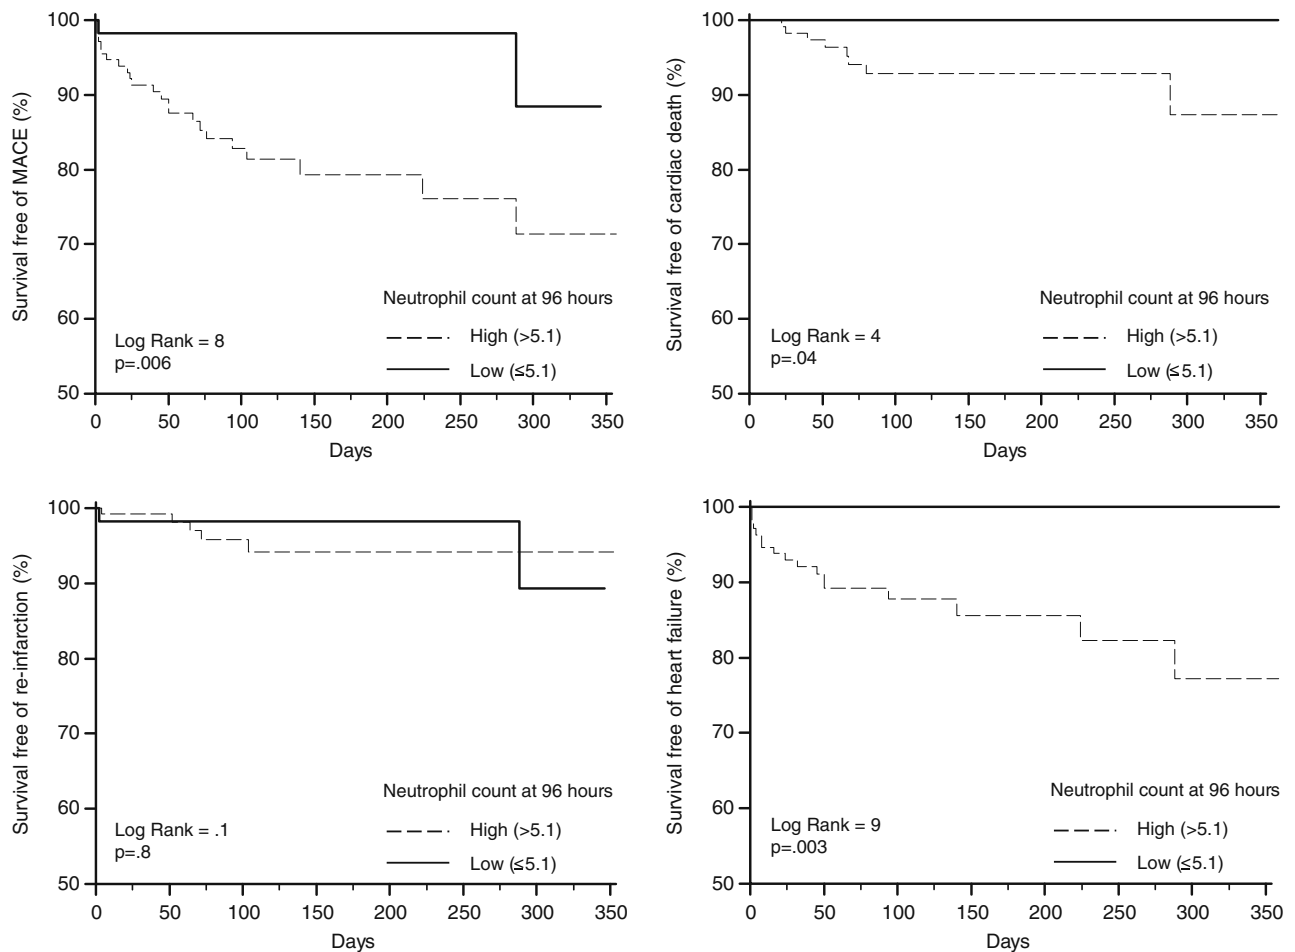 100
90
80
70
60
50
Survival free of MACE (%)
Neutrophil count at 96 hours
High (>5.1)
Low (≤5.1)
Log Rank = 8
p=.006
0 50 100 150 200 250 300 350
Days
100
90
80
70
60
50
Survival free of cardiac death (%)
Neutrophil count at 96 hours
High (>5.1)
Low (≤5.1)
Log Rank = 4
p=.04
0 50 100 150 200 250 300 350
Days
100
90
80
70
60
50
Survival free of re-infarction (%)
Neutrophil count at 96 hours
High (>5.1)
Low (≤5.1)
Log Rank = .1
p=.8
0 50 100 150 200 250 300 350
Days
100
90
80
70
60
50
Survival free of heart failure (%)
Neutrophil count at 96 hours
High (>5.1)
Low (≤5.1)
Log Rank = 9
p=.003
0 50 100 150 200 250 300 350
Days